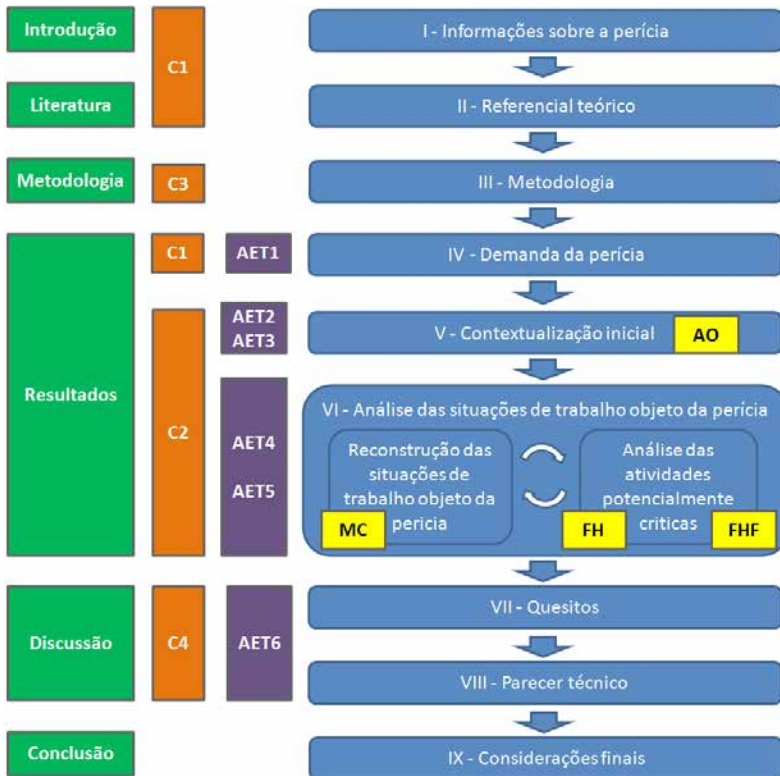 Introdução
C1
I - Informações sobre a perícia
Literatura
II - Referencial teórico
Metodologia
C3
III - Metodologia
Resultados
C1
AET1
IV - Demanda da perícia
C2
AET2
AET3
V - Contextualização inicial
AO
AET4
AET5
VI - Análise das situações de trabalho objeto da perícia
Reconstrução das
situações de
trabalho objeto da
pericia
MC
Análise das
atividades
potencialmente
criticas
FH
FHF
Discussão
C4
AET6
VII - Quesitos
VIII - Parecer técnico
Conclusão
IX - Considerações finais